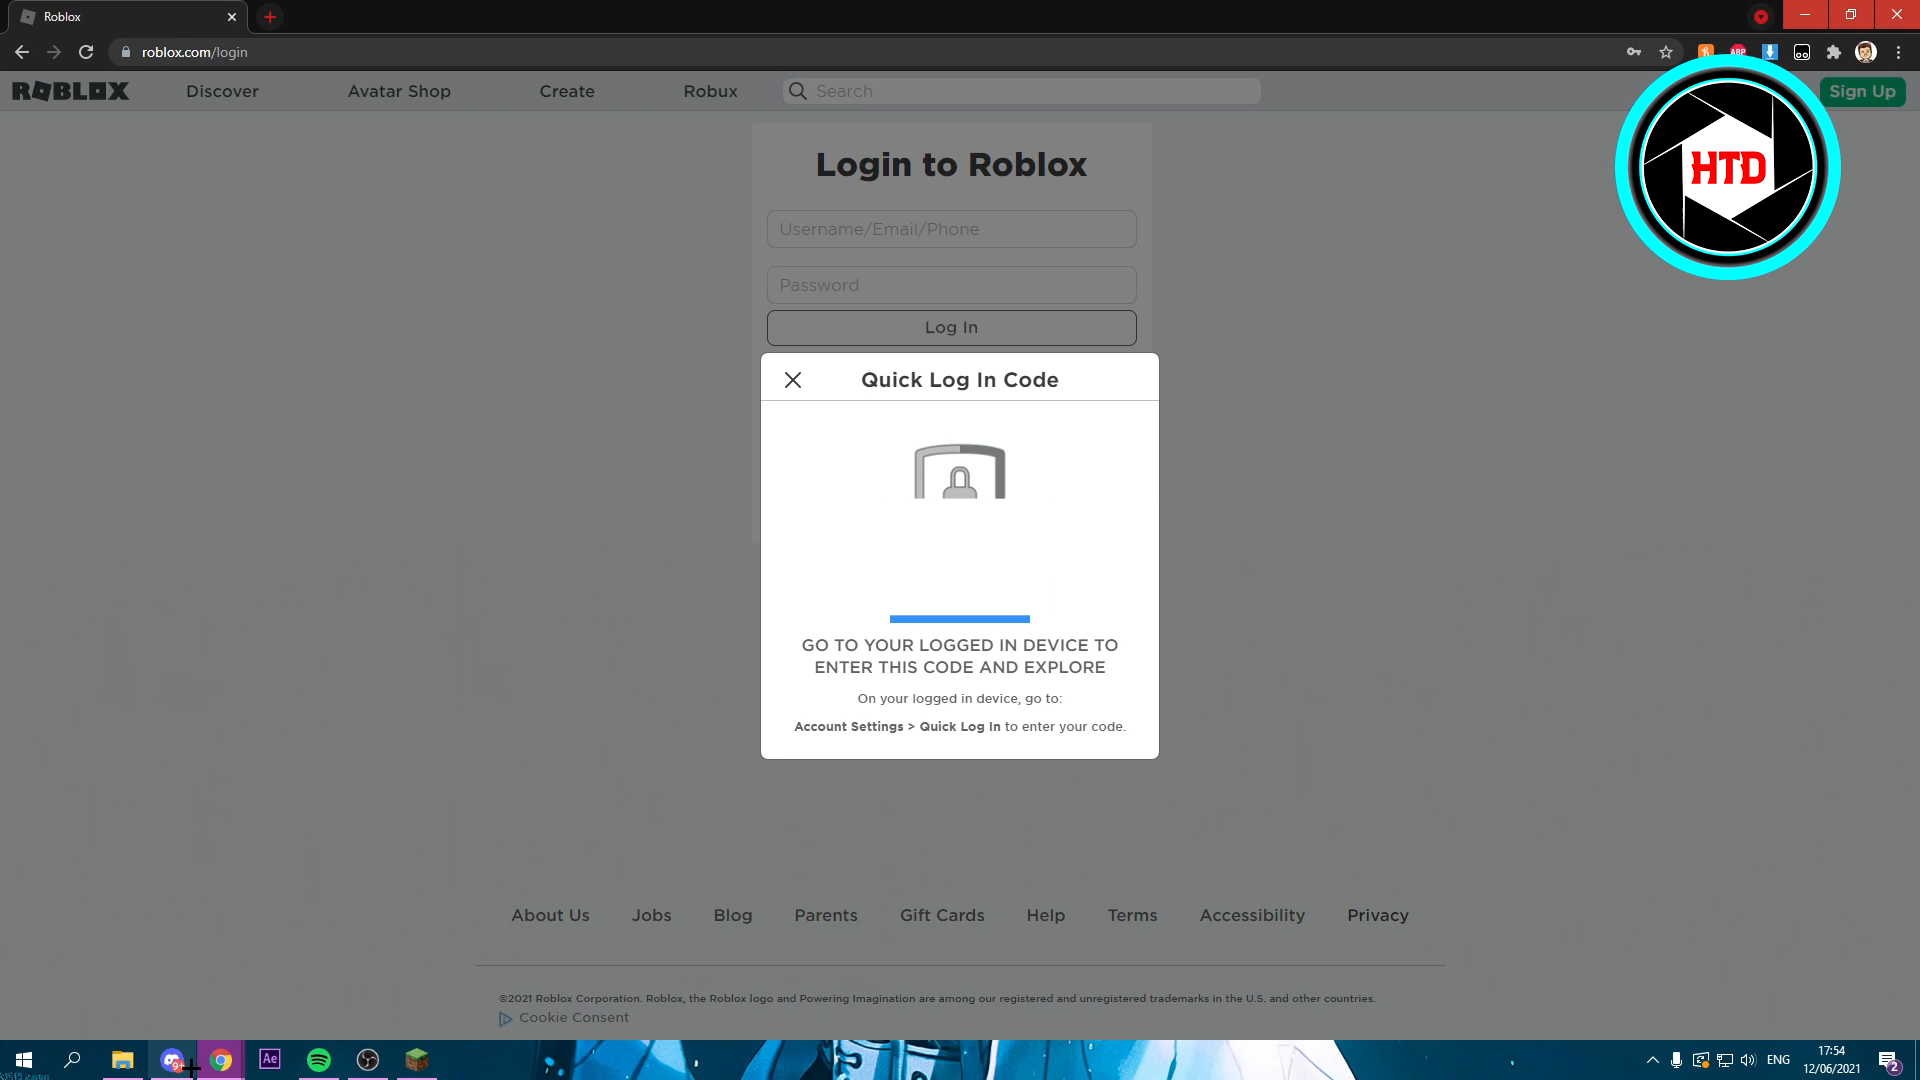 Roblox
roblox.com/login
ABP
ROBLOX
Discover
Avatar Shop
Create
Robux
Search
Sign Up
HTD
Login to Roblox
Username/Email/Phone
Password
Log In
Quick Log In Code
GO TO YOUR LOGGED IN DEVICE TO
ENTER THIS CODE AND EXPLORE
On your logged in device, go to:
Account Settings > Quick Log In to enter your code.
About Us
Jobs
Blog
Parents
Gift Cards
Help
Terms
Accessibility
Privacy
©2021 Roblox Corporation. Roblox, the Roblox logo and Powering Imagination are among our registered and unregistered trademarks in the U.S. and other countries.
Cookie Consent
Ae
ENG
17:54
12/06/2021
2